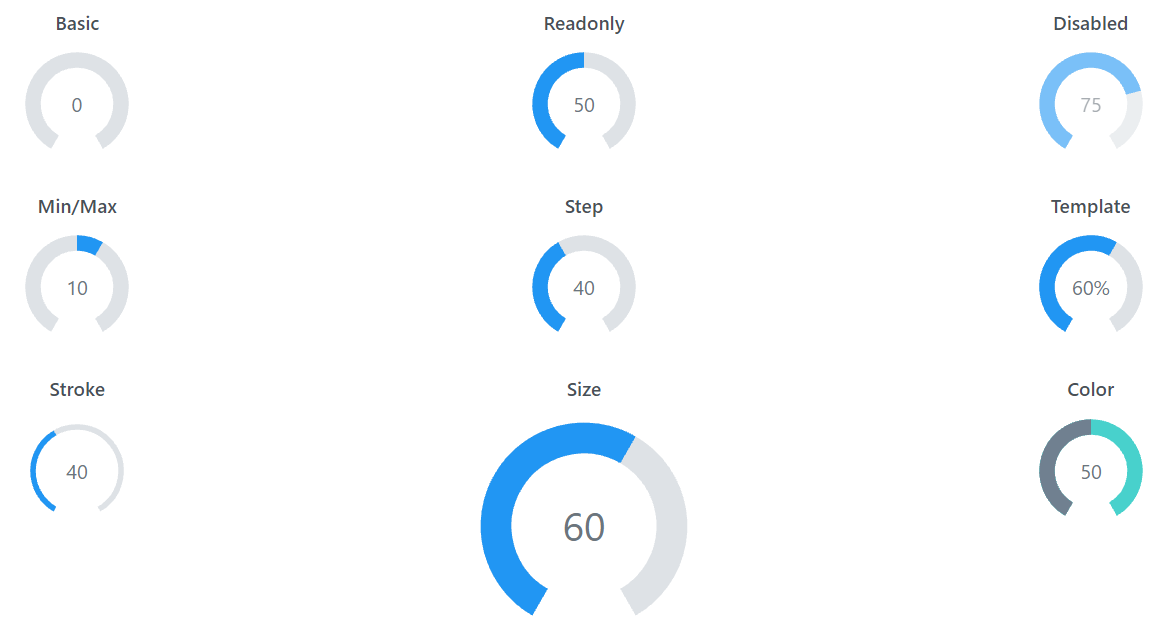 Basic
Readonly
Disabled
0
50
75
Min/Max
Step
Template
10
40
60%
Stroke
Size
Color
40
60
50